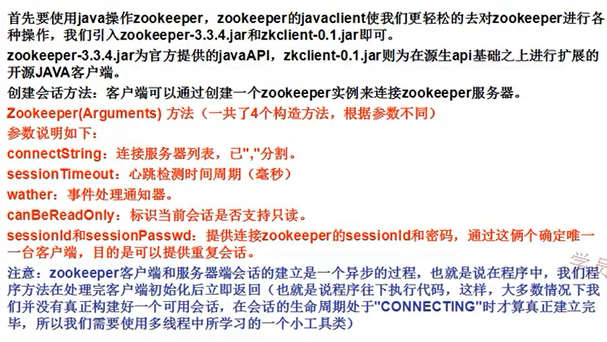 首先要使用java操作zookeeper，zookeeper的javaclient使我们更轻松的去对zookeeper进行各
种操作，我们引入zookeeper-3.3.4.jar和zkclient-0.1.jar即可。
zookeeper-3.3.4.jar为官方提供的javaAPI，zkclient-0.1.jar则为在源生api基础之上进行扩展的
开源JAVA客户端。
创建会话方法：客户端可以通过创建一个zookeeper实例来连接zookeeper服务器。
Zookeeper(Arguments) 方法（一共了4个构造方法，根据参数不同）
参数说明如下：
connectString：连接服务器列表，已","分割。
sessionTimeout：心跳检测时间周期（毫秒）
wather：事件处理通知器。
canBeReadOnly：标识当前会话是否支持只读。
sessionId和sessionPasswd：提供连接zookeeper的sessionId和密码，通过这俩个确定唯一
一台客户端，目的是可以提供重复会话。
注意：zookeeper客户端和服务器端会话的建立是一个异步的过程，也就是说在程序中，我们程
序方法在处理完客户端初始化后立即返回（也就是说程序往下执行代码，这样，大多数情况下我
们并没有真正构建好一个可用会话，在会话的生命周期处于"CONNECTING"时才算真正建立完
毕，所以我们需要使用多线程中所学习的一个小工具类）